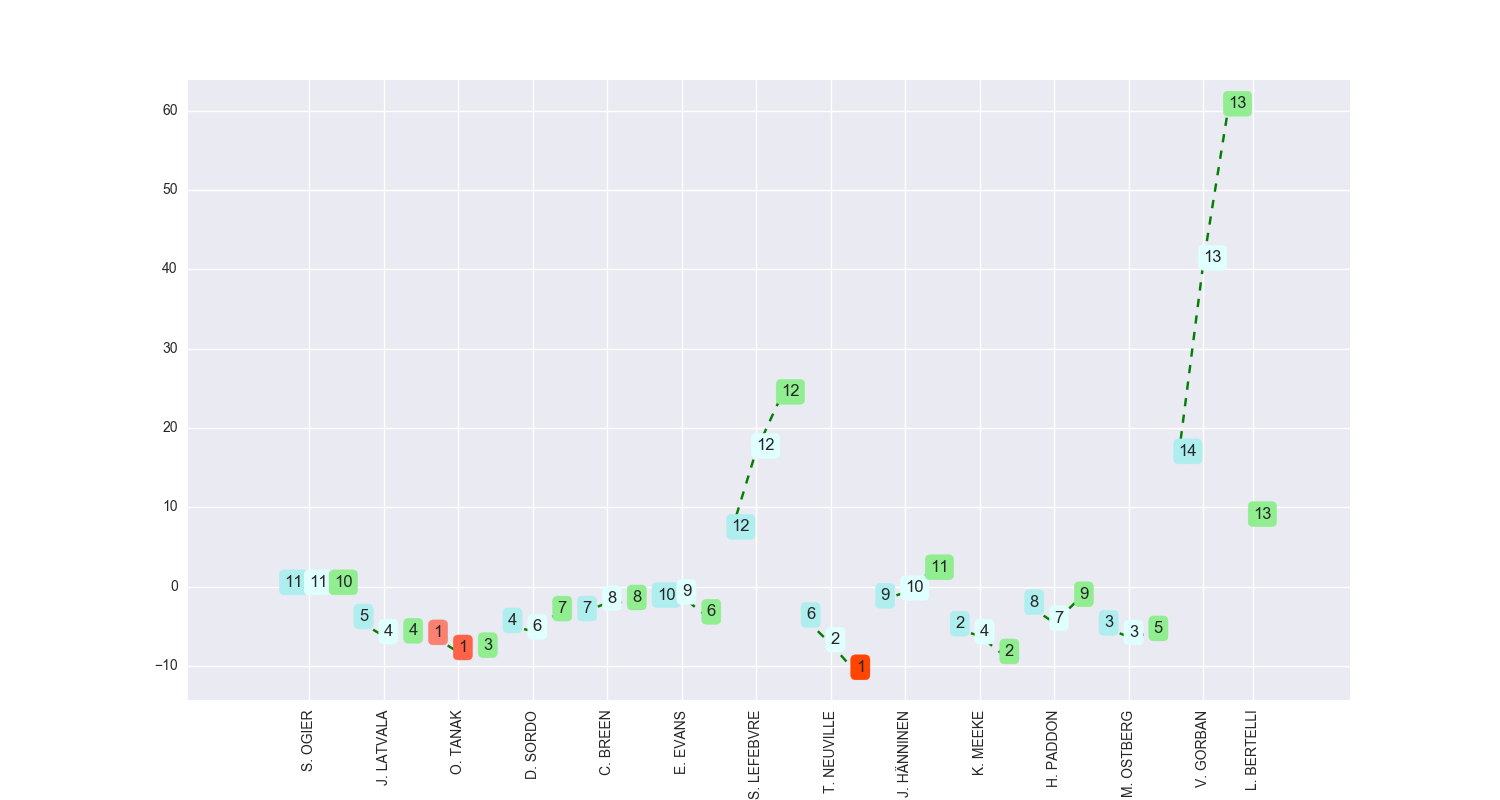 60
50
40
30
20
10
0
−10
11 11 10
5 4 4
1 1 3
4 6 7
7 8 8
10 9 6
12 12 12
6 2 1
9 10 11
2 4 2
8 7 9
3 3 5
14 13 13
13
S. OGIER
J. LATVALA
O. TANAK
D. SORDO
C. BREEN
E. EVANS
S. LEFEBVRE
T. NEUVILLE
J. HÄNNINEN
K. MEEKE
H. PADDON
M. OSTBERG
V. GORBAN
L. BERTELLI